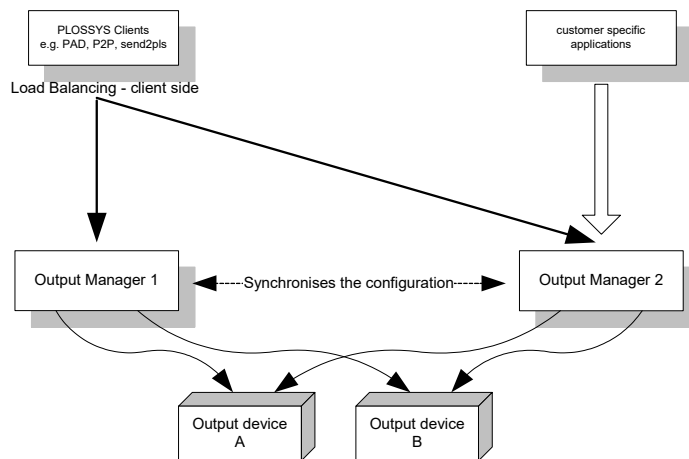 PLOSSYS Clients
e.g. PAD, P2P, send2pls
customer specific
applications
Load Balancing - client side
Output Manager 1
Synchronises the configuration
Output Manager 2
Output device
A
Output device
B